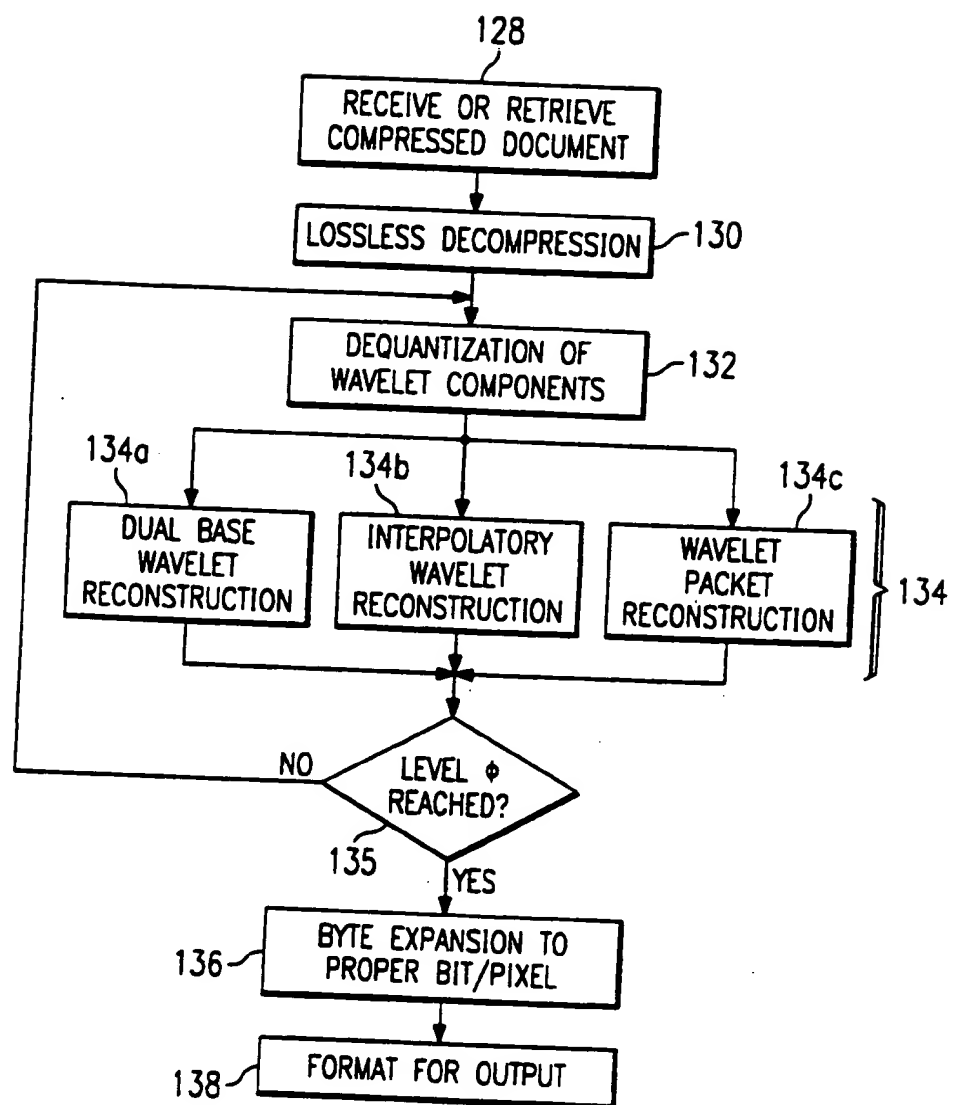 128
RECEIVE OR RETRIEVE
COMPRESSED DOCUMENT
LOSSLESS DECOMPRESSION
130
DEQUANTIZATION OF
WAVELET COMPONENTS
132
134a
134b
134c
DUAL BASE
WAVELET
RECONSTRUCTION
INTERPOLATORY
WAVELET
RECONSTRUCTION
WAVELET
PACKET
RECONSTRUCTION
134
NO
LEVEL ϕ
REACHED?
135
YES
BYTE EXPANSION TO
PROPER BIT/PIXEL
136
FORMAT FOR OUTPUT
138